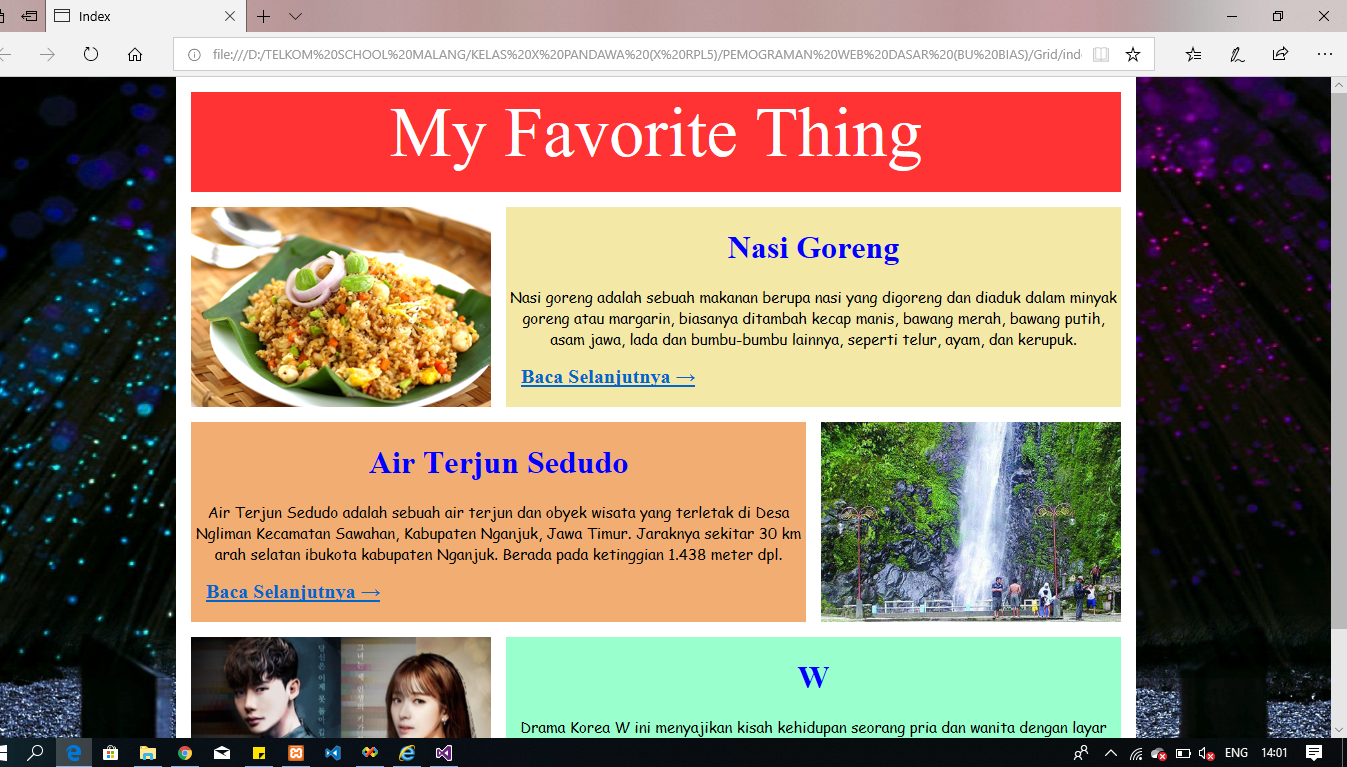 Index
file:///D:/TELKOM%20SCHOOL%20MALANG/KELAS%20X%20PANDAWA%20(X%20RPL5)/PEMOGRAMAN%20WEB%20DASAR%20(BU%20BIAS)/Grid/ind
My Favorite Thing
Nasi Goreng
Nasi goreng adalah sebuah makanan berupa nasi yang digoreng dan diaduk dalam minyak
goreng atau margarin, biasanya ditambah kecap manis, bawang merah, bawang putih,
asam jawa, lada dan bumbu-bumbu lainnya, seperti telur, ayam, dan kerupuk.
Baca Selanjutnya →
Air Terjun Sedudo
Air Terjun Sedudo adalah sebuah air terjun dan obyek wisata yang terletak di Desa
Ngliman Kecamatan Sawahan, Kabupaten Nganjuk, Jawa Timur. Jaraknya sekitar 30 km
arah selatan ibukota kabupaten Nganjuk. Berada pada ketinggian 1.438 meter dpl.
Baca Selanjutnya →
W
Drama Korea W ini menyajikan kisah kehidupan seorang pria dan wanita dengan layar
ENG
14:01